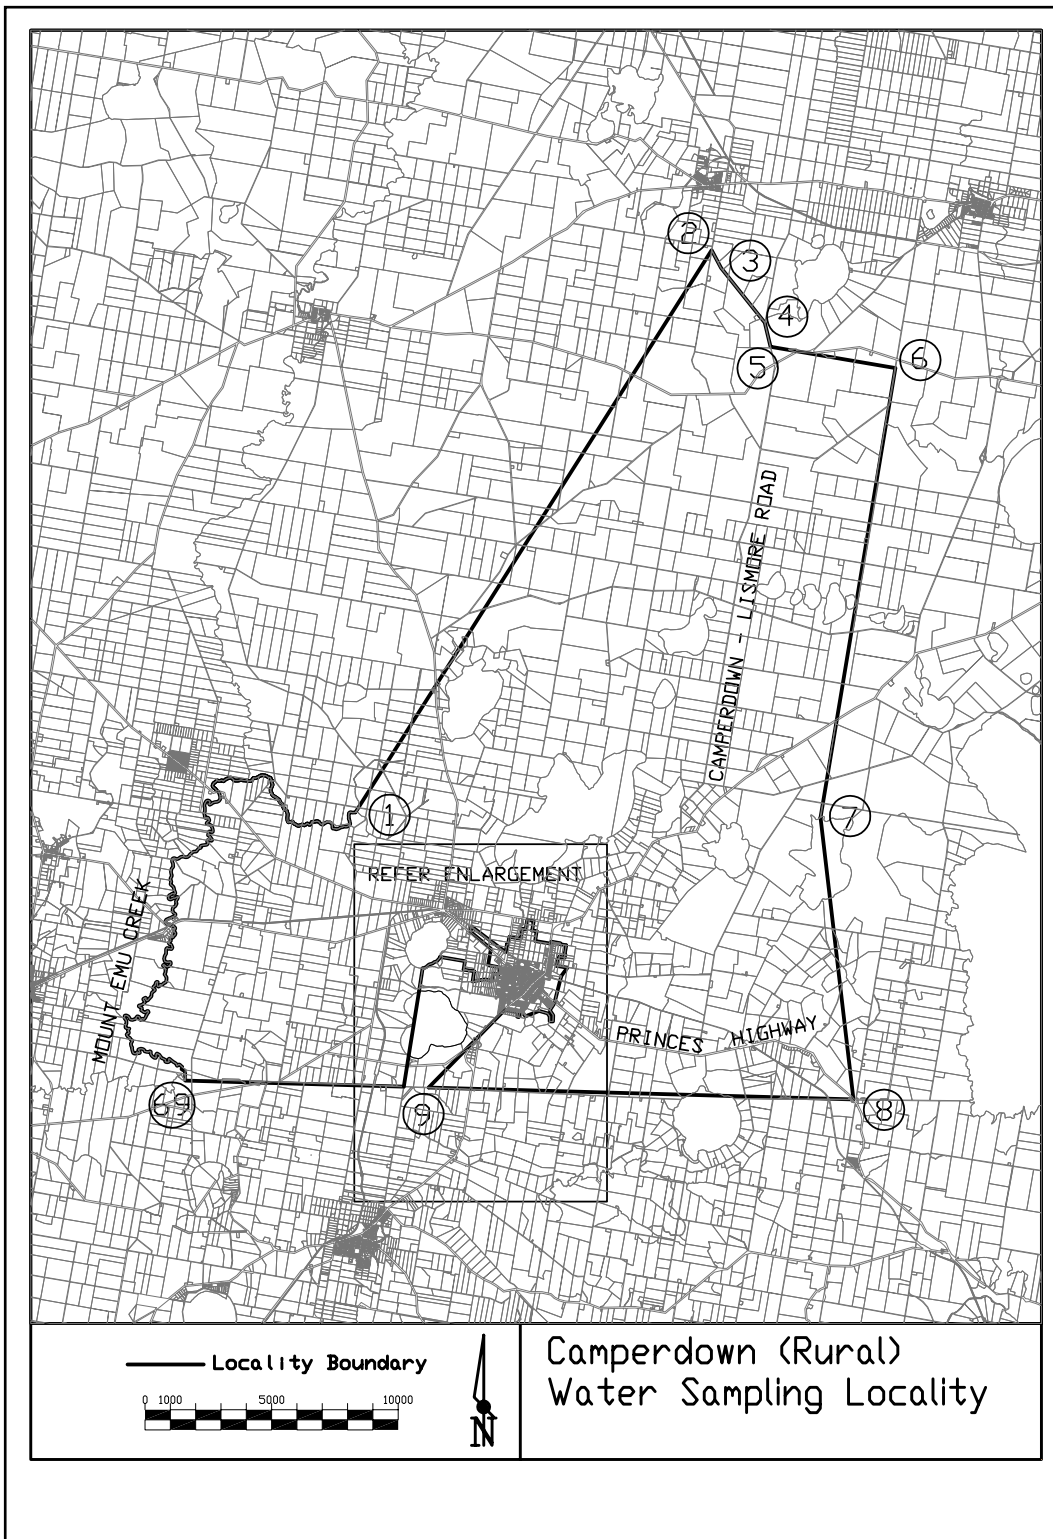 2
3
4
5
6
CAMPERDOWN - LISMORE ROAD
1
7
REFER ENLARGEMENT
MOUNT EMU CREEK
PRINCES HIGHWAY
69
9
8
Locality Boundary
0 1000 5000 10000
N
Camperdown (Rural)
Water Sampling Locality